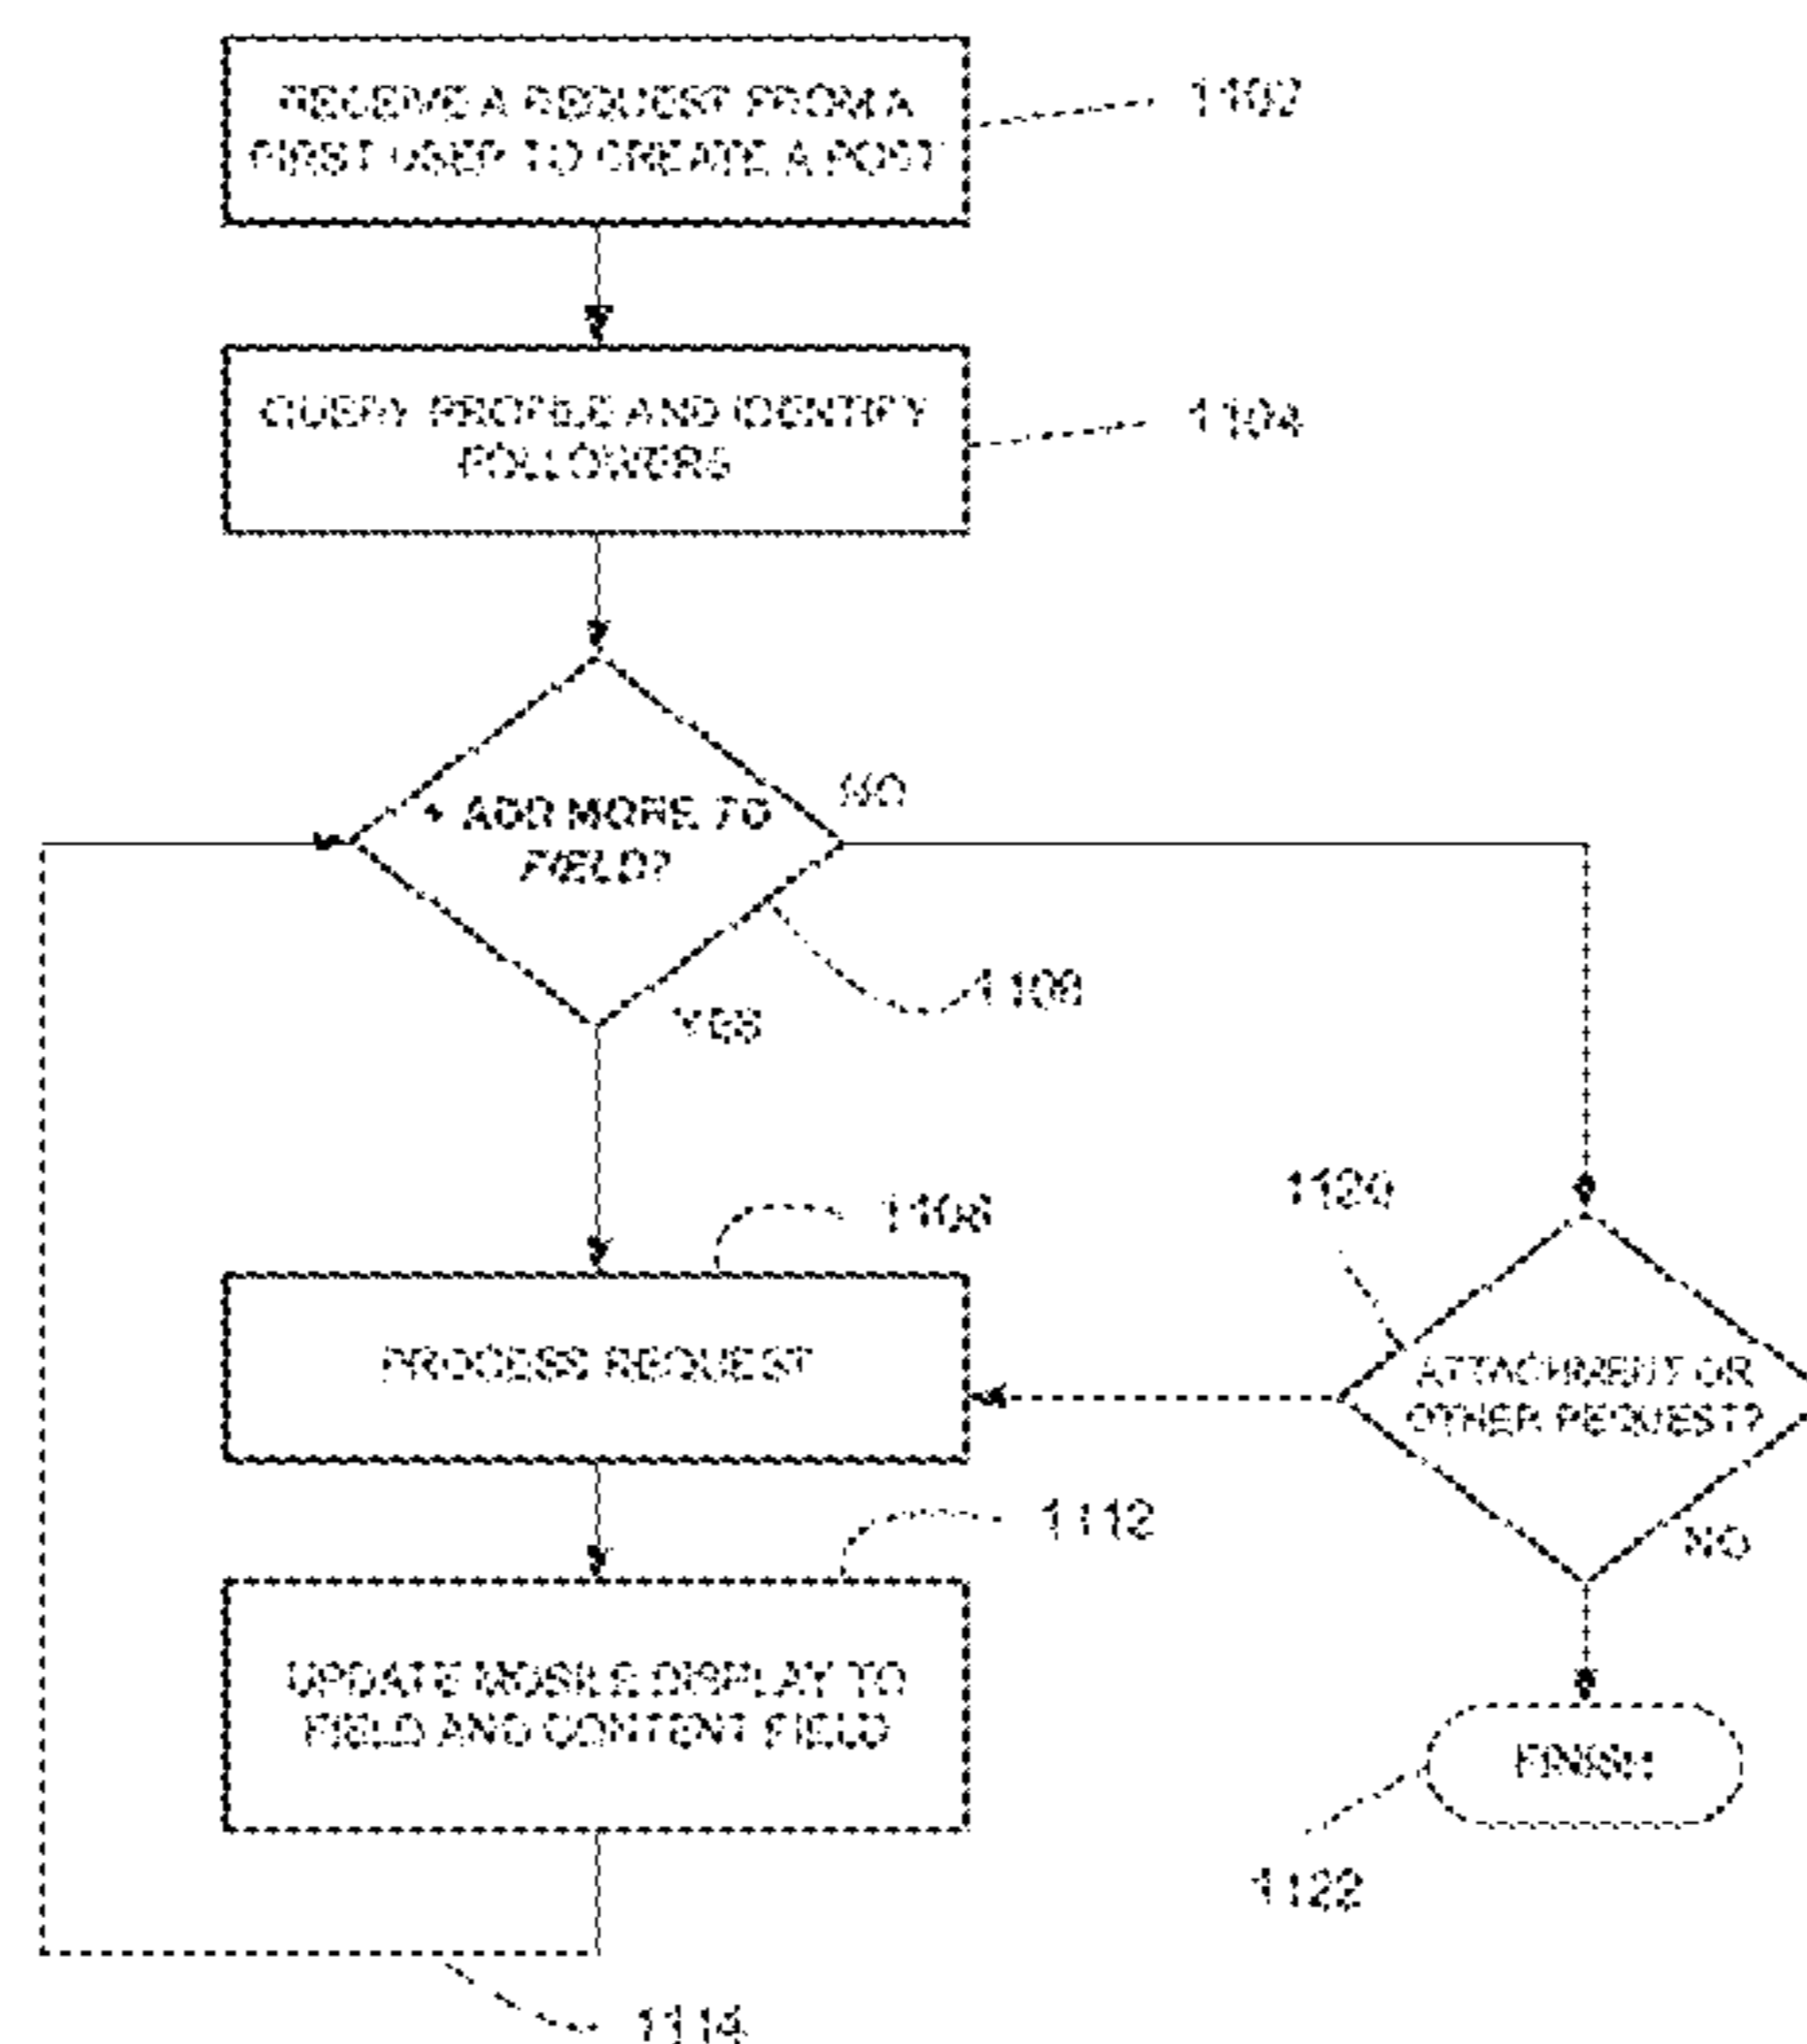 RECEIVE A REQUEST FROM A
FIRST USER TO CREATE A POST
1102
QUERY PROFILE AND IDENTIFY
FOLLOWERS
1104
+ ADD MORE TO
FIELD?
NO
YES
1108
PROCESS REQUEST
1120
ATTACHMENT OR
OTHER REQUEST?
NO
1112
UPDATE MOBILE DISPLAY TO
FIELD AND CONTENT FIELD
FINISH
1122
1114